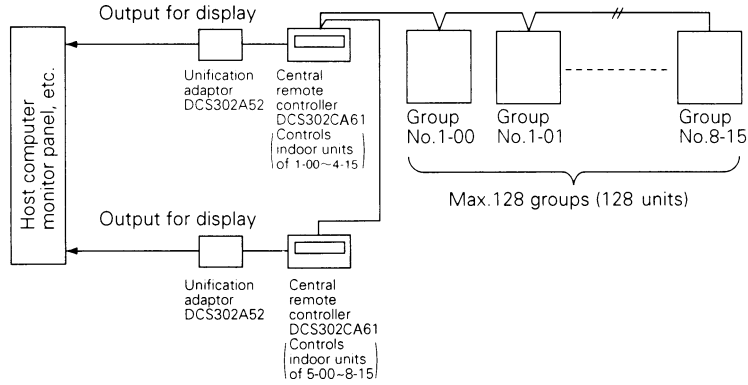 Output for display
Host computer
monitor panel, etc.
Unification
adaptor
DCS302A52
Central
remote
controller
DCS302CA61
(Controls
indoor units
of 1-00~4-15)
Group
No.1-00
Group
No.1-01
Group
No.8-15
Max.128 groups (128 units)
Output for display
Unification
adaptor
DCS302A52
Central
remote
controller
DCS302CA61
(Controls
indoor units
of 5-00~8-15)